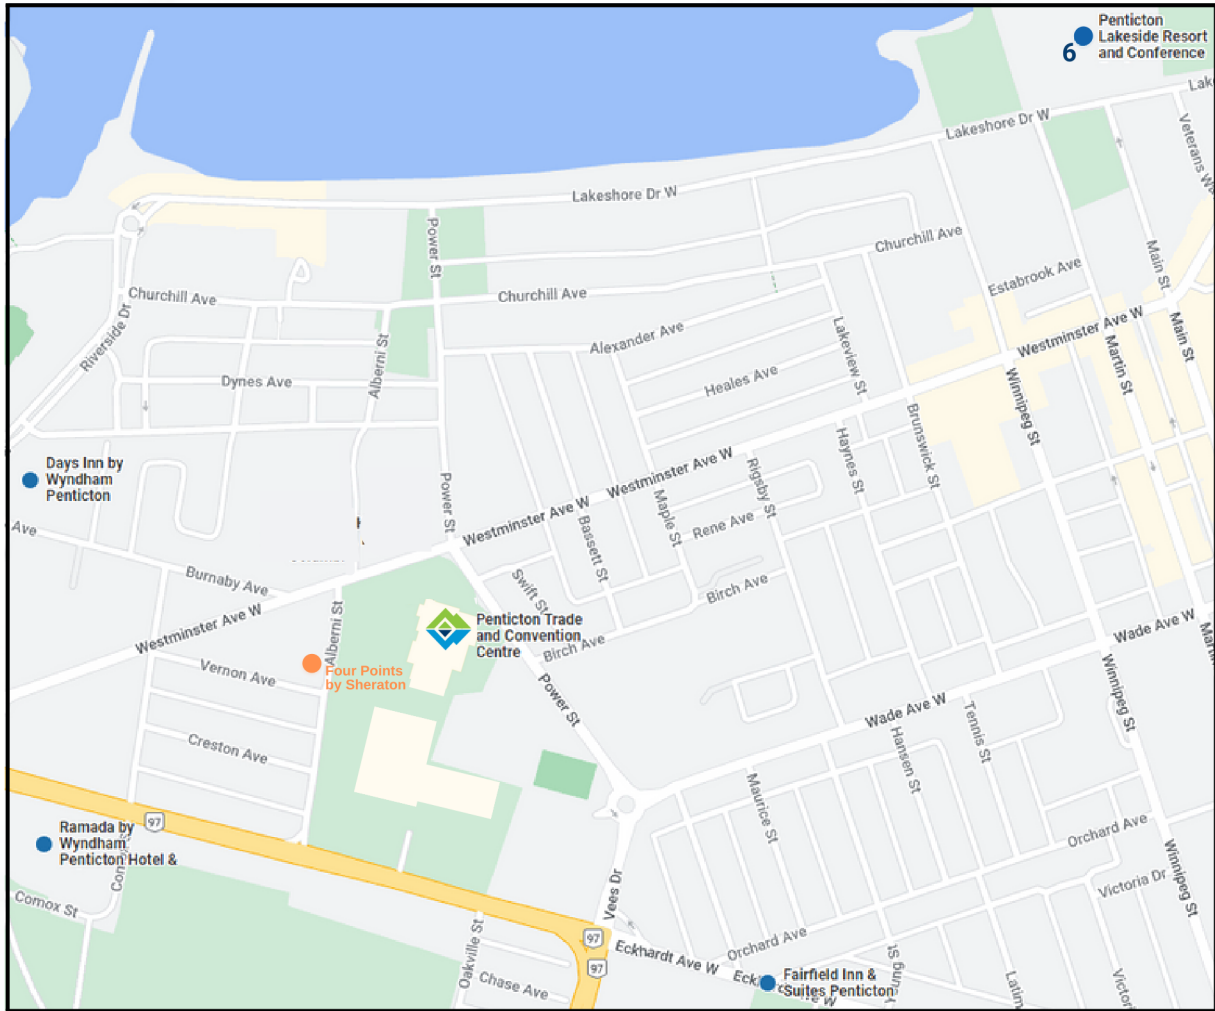 Penticton
Lakeside Resort
and Conference
6
Lakeshore Dr W
Veterans
Lakeshore Dr W
Power St
Churchill Ave
Main St
Estabrook Ave
Churchill Ave
Churchill Ave
Riverside Dr
Alberni St
Alexander Ave
Lakeview St
Westminster Ave W
Main St
Martin St
Dynes Ave
Heales Ave
Winnipeg St
Brunswick St
Haynes St
Days Inn by
Wyndham
Penticton
Power St
Westminster Ave W
Westminster Ave W
Maple St
Rigsby St
Rene Ave
Bassett St
Ave
Burnaby Ave
Swift St
Birch Ave
Alberni St
Westminster Ave W
Penticton Trade
and Convention
Centre
Birch Ave
Wade Ave W
Four Points
by Sheraton
Vernon Ave
Power St
Winnipeg St
Wade Ave W
Tennis St
Hansen St
Creston Ave
Maurice St
97
Ramada by
Wyndham
Penticton Hotel &
Orchard Ave
Winnipeg St
Victoria Dr
Comox St
Vees Dr
Oakville St
97
97
Eckhardt Ave W
Orchard Ave
Chase Ave
Fairfield Inn &
Suites Penticton